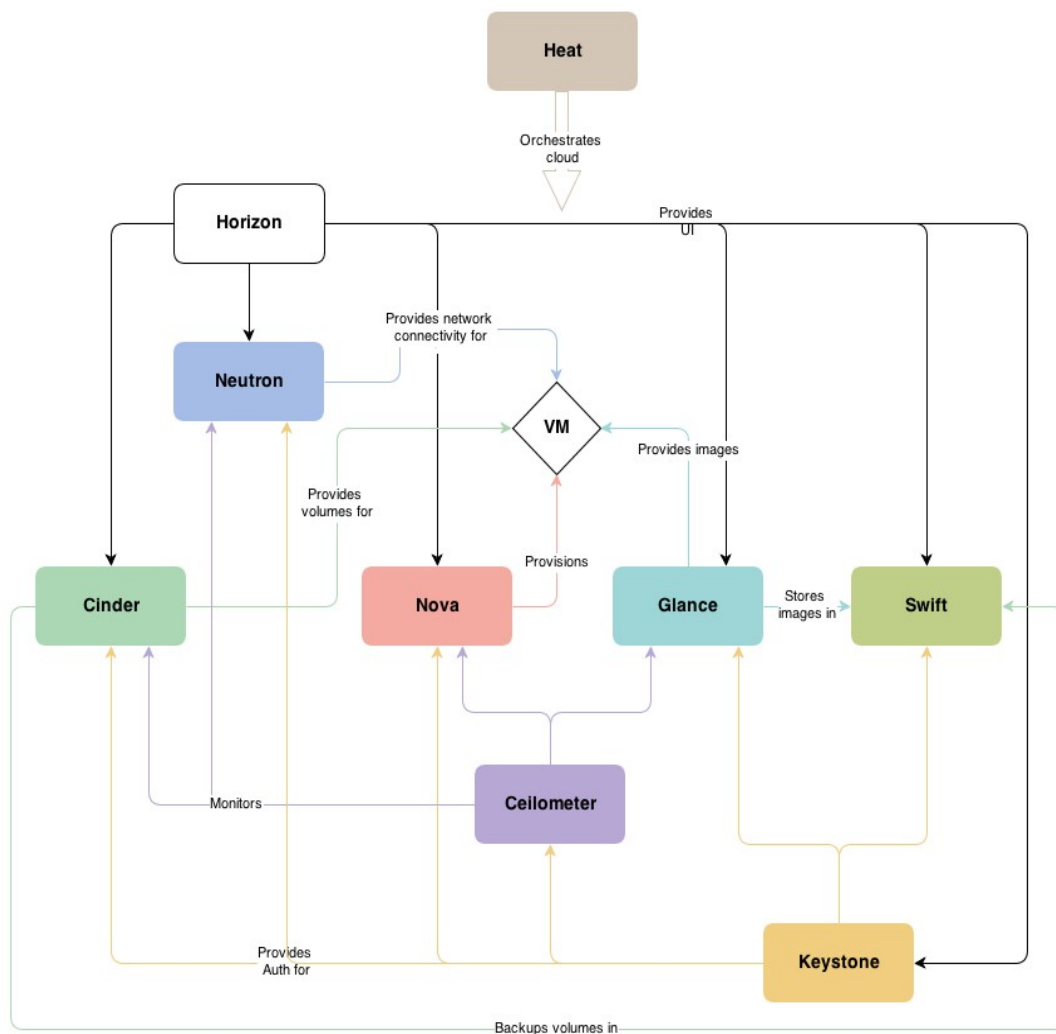 Heat
Orchestrates
cloud
Horizon
Provides
UI
Provides network
connectivity for
Neutron
VM
Provides images
Provides
volumes for
Provisions
Cinder
Nova
Glance
Stores
images in
Swift
Monitors
Ceilometer
Provides
Auth for
Keystone
Backups volumes in